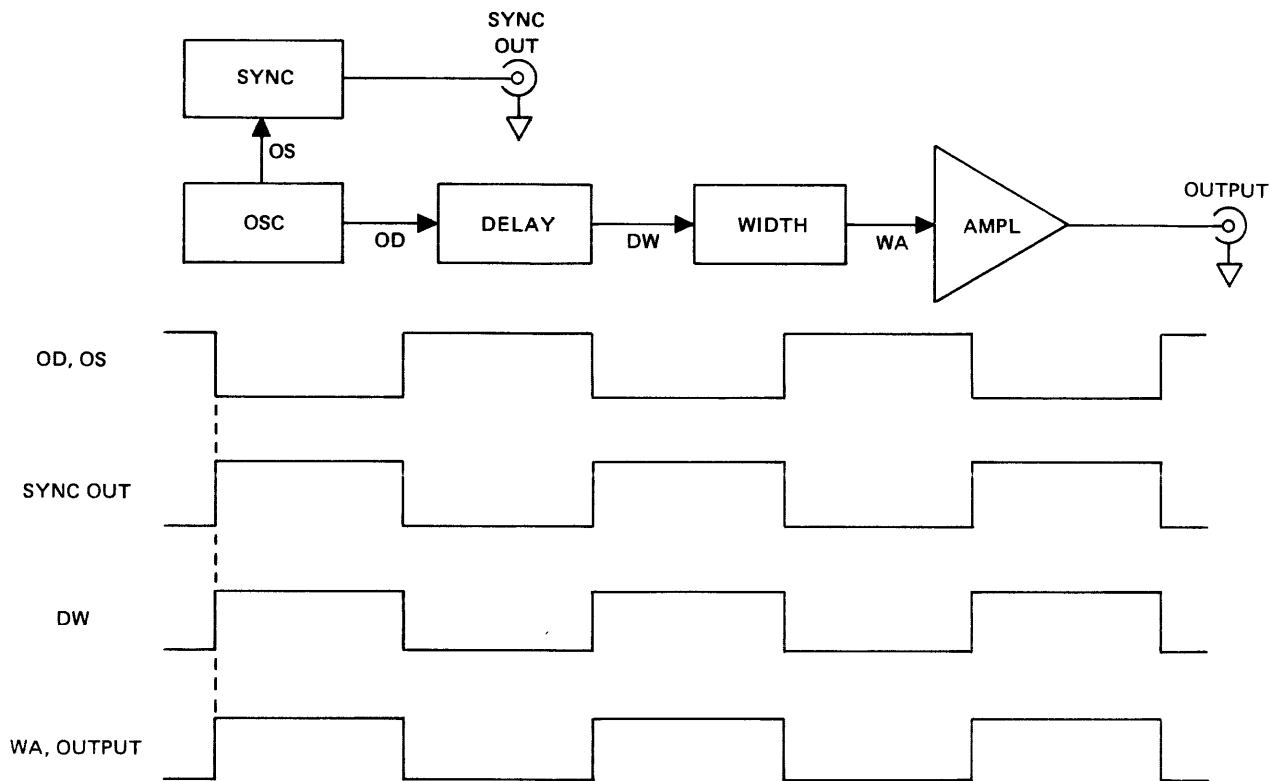 SYNC
OUT
SYNC
OS
OSC
OD
DELAY
DW
WIDTH
WA
AMPL
OUTPUT
OD, OS
SYNC OUT
DW
WA, OUTPUT